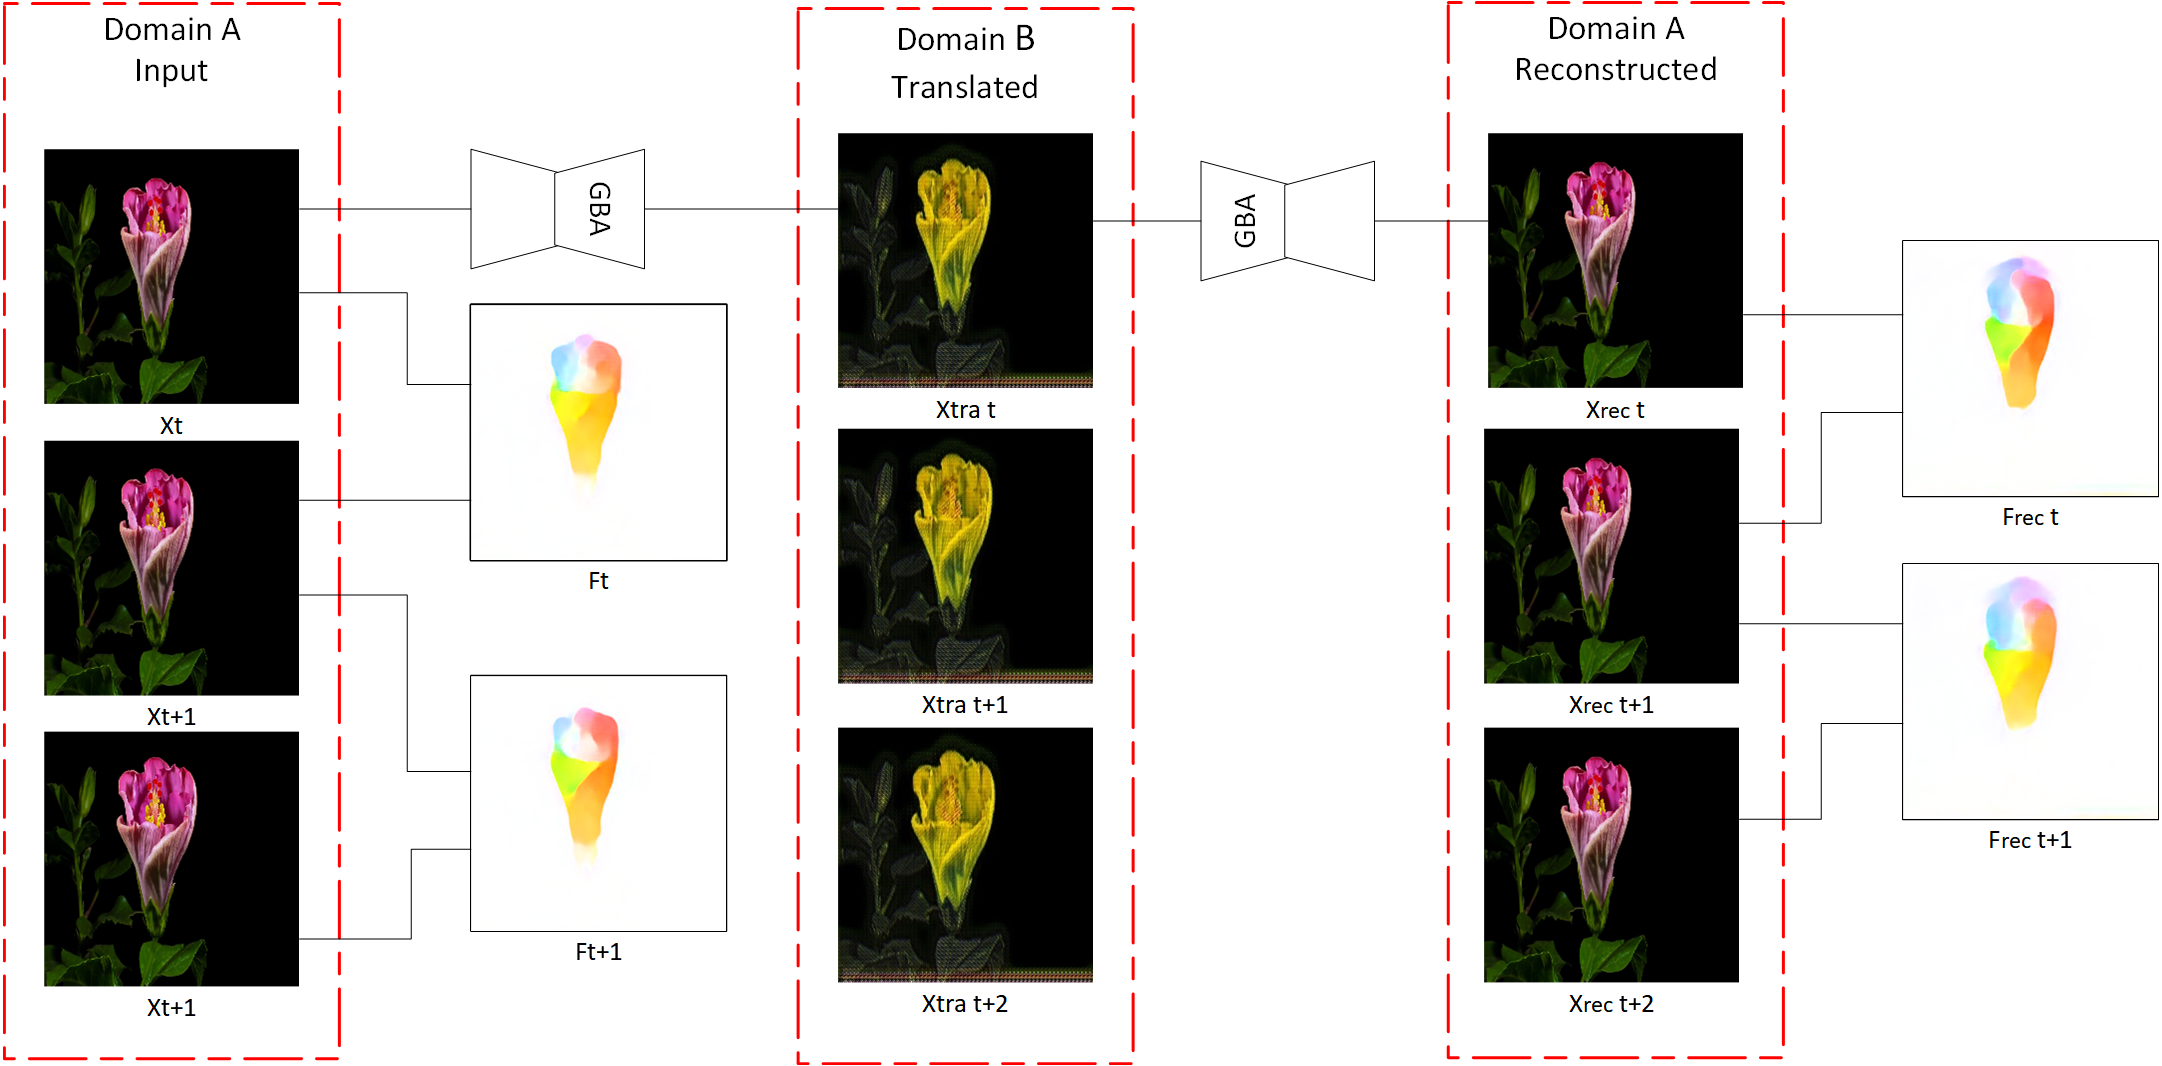 Domain A
Input
Xt
Xt+1
Xt+1
GBA
Ft
Ft+1
Domain B
Translated
Xtra t
Xtra t+1
Xtra t+2
GBA
Domain A
Reconstructed
Xrec t
Xrec t+1
Xrec t+2
Frec t
Frec t+1